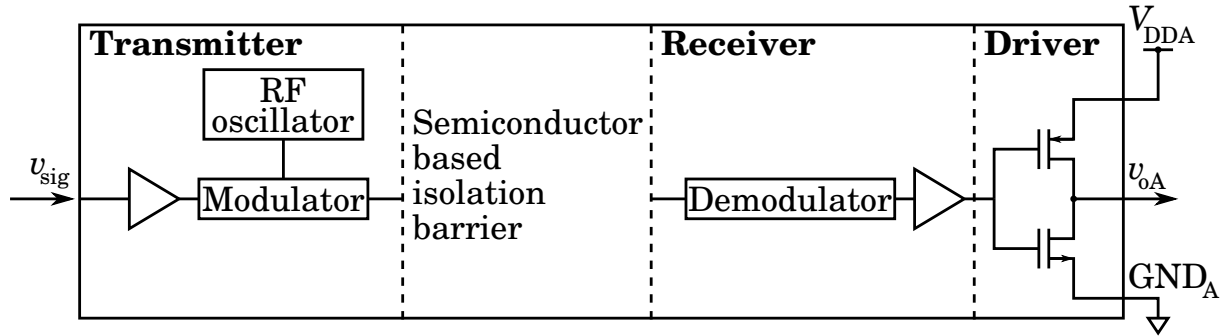 Transmitter
Receiver
Driver
V_DDA
RF
oscillator
Semiconductor
based
isolation
barrier
v_sig
Modulator
Demodulator
v_oA
GND_A